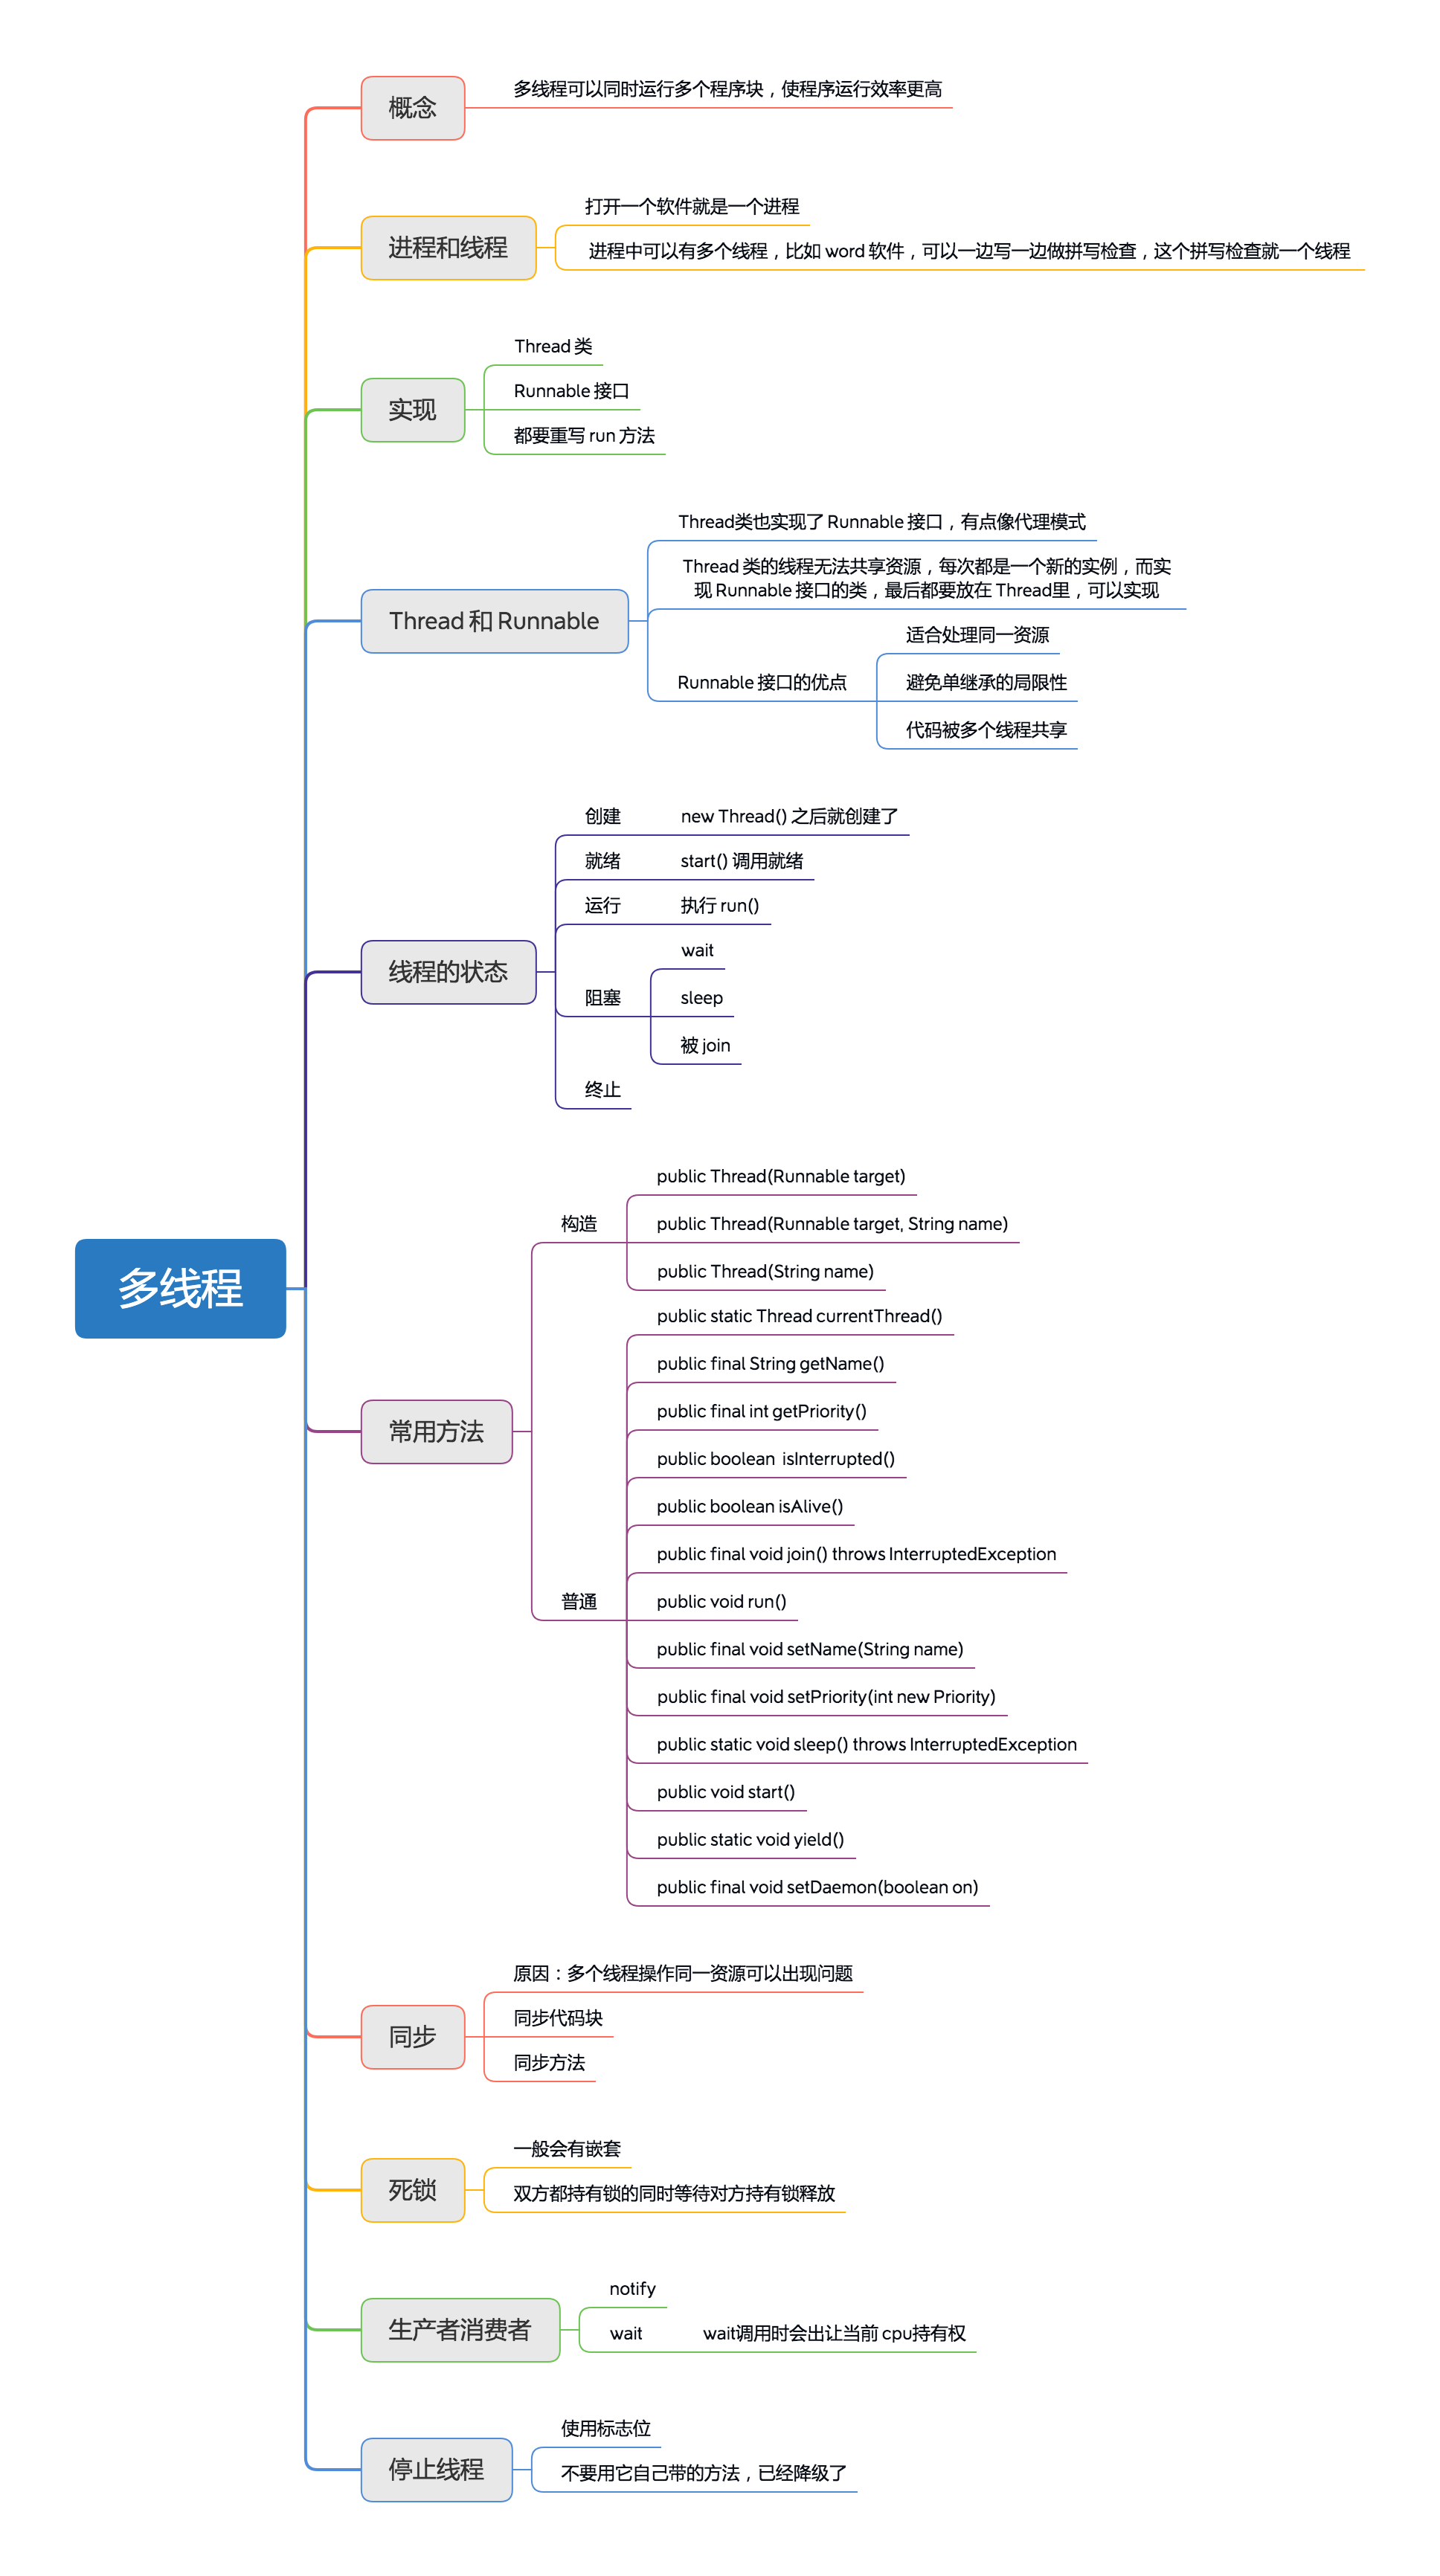 多线程
概念
多线程可以同时运行多个程序块，使程序运行效率更高
进程和线程
打开一个软件就是一个进程
进程中可以有多个线程，比如 word 软件，可以一边写一边做拼写检查，这个拼写检查就一个线程
实现
Thread 类
Runnable 接口
都要重写 run 方法
Thread 和 Runnable
Thread类也实现了 Runnable 接口，有点像代理模式
Thread 类的线程无法共享资源，每次都是一个新的实例，而实
现 Runnable 接口的类，最后都要放在 Thread里，可以实现
Runnable 接口的优点
适合处理同一资源
避免单继承的局限性
代码被多个线程共享
线程的状态
创建
new Thread() 之后就创建了
就绪
start() 调用就绪
运行
执行 run()
阻塞
wait
sleep
被 join
终止
常用方法
构造
public Thread(Runnable target)
public Thread(Runnable target, String name)
public Thread(String name)
普通
public static Thread currentThread()
public final String getName()
public final int getPriority()
public boolean  isInterrupted()
public boolean isAlive()
public final void join() throws InterruptedException
public void run()
public final void setName(String name)
public final void setPriority(int new Priority)
public static void sleep() throws InterruptedException
public void start()
public static void yield()
public final void setDaemon(boolean on)
同步
原因：多个线程操作同一资源可以出现问题
同步代码块
同步方法
死锁
一般会有嵌套
双方都持有锁的同时等待对方持有锁释放
生产者消费者
notify
wait
wait调用时会出让当前 cpu持有权
停止线程
使用标志位
不要用它自己带的方法，已经降级了